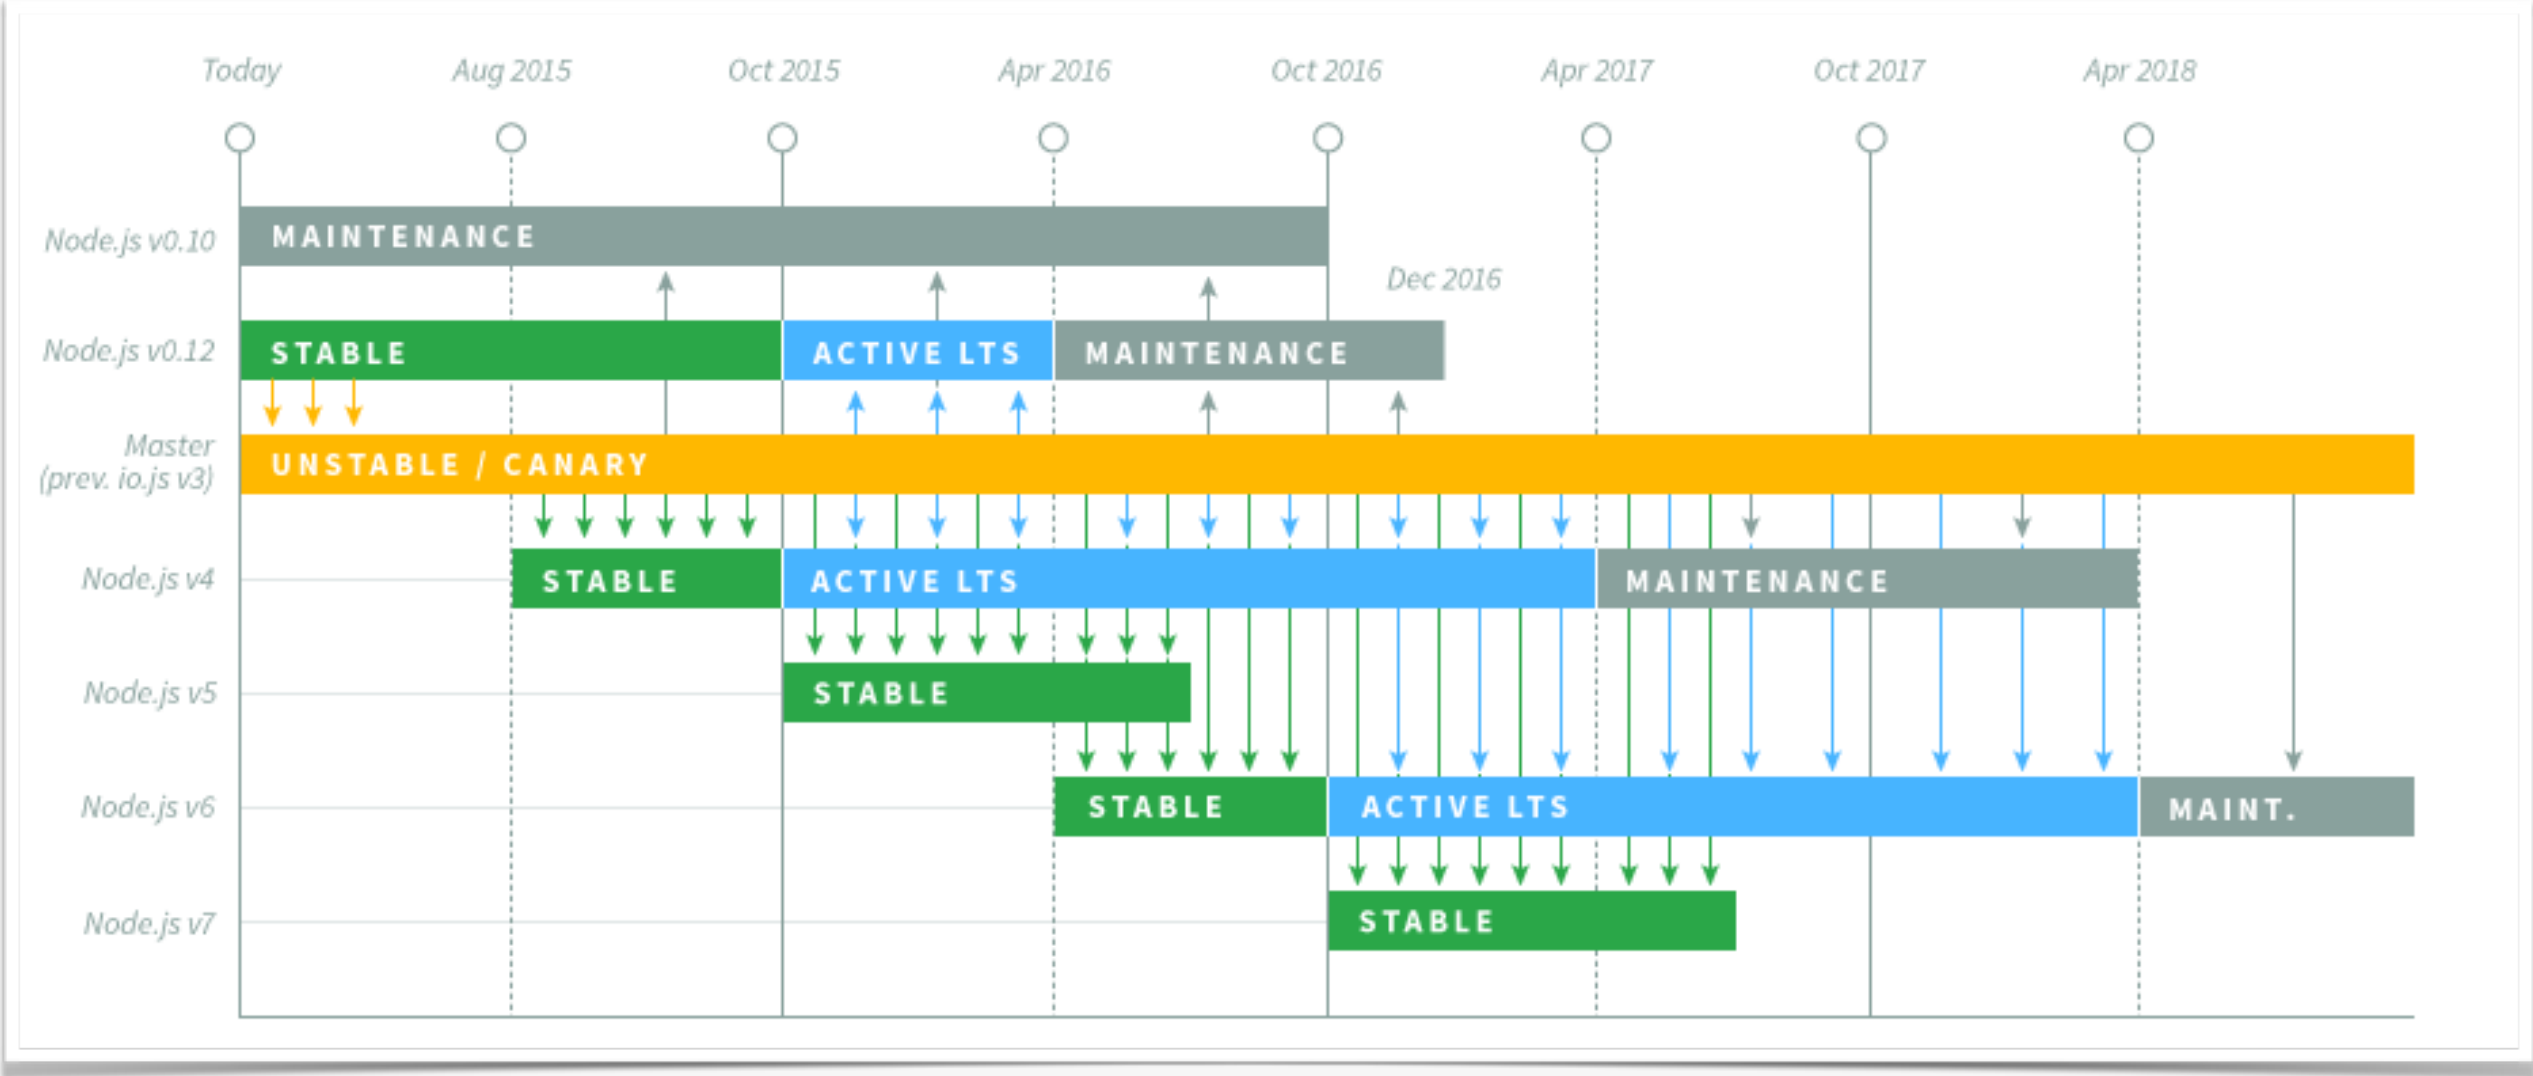 Today
Aug 2015
Oct 2015
Apr 2016
Oct 2016
Apr 2017
Oct 2017
Apr 2018
Node.js v0.10
MAINTENANCE
Dec 2016
Node.js v0.12
STABLE
ACTIVE LTS
MAINTENANCE
Master
(prev. io.js v3)
UNSTABLE / CANARY
Node.js v4
STABLE
ACTIVE LTS
MAINTENANCE
Node.js v5
STABLE
Node.js v6
STABLE
ACTIVE LTS
MAINT.
Node.js v7
STABLE